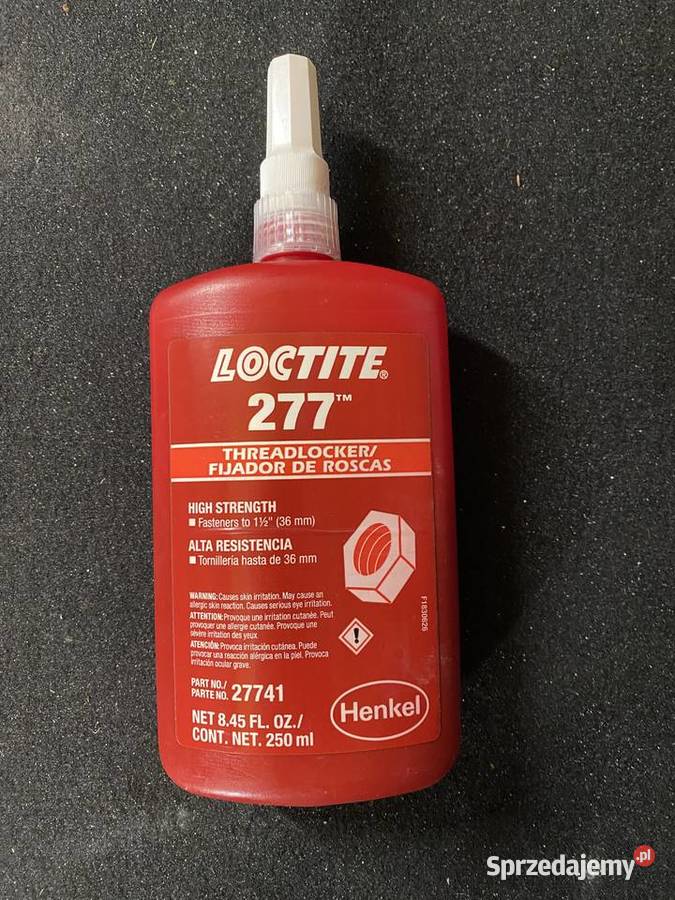 LOCTITE®
277™
THREADLOCKER/
FIJADOR DE ROSCAS
HIGH STRENGTH
■ Fasteners to 1½" (36 mm)
ALTA RESISTENCIA
■ Tornillería hasta de 36 mm
WARNING: Causes skin irritation. May cause an
allergic skin reaction. Causes serious eye irritation.
ATTENTION: Provoque une irritation cutanée. Peut
provoquer une allergie cutanée. Provoque une
sévère irritation des yeux.
ATENCIÓN: Provoca irritación cutánea. Puede
provocar una reacción alérgica en la piel. Provoca
irritación ocular grave.
F1830626
PART NO./
PARTE NO. 27741
NET 8.45 FL. OZ./
CONT. NET. 250 ml
Henkel
Sprzedajemy.pl